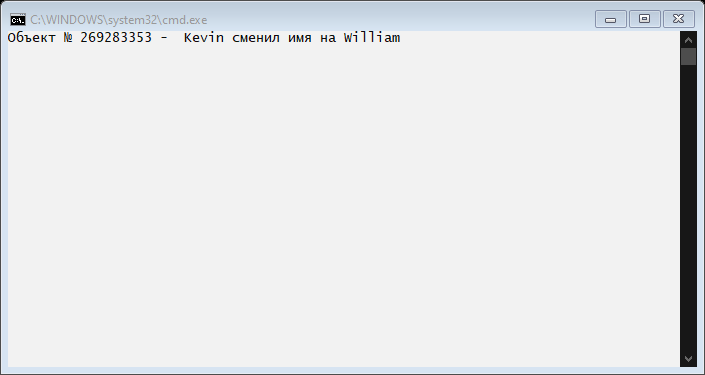 C:\WINDOWS\system32\cmd.exe
Объект № 269283353 -  Kevin сменил имя на William